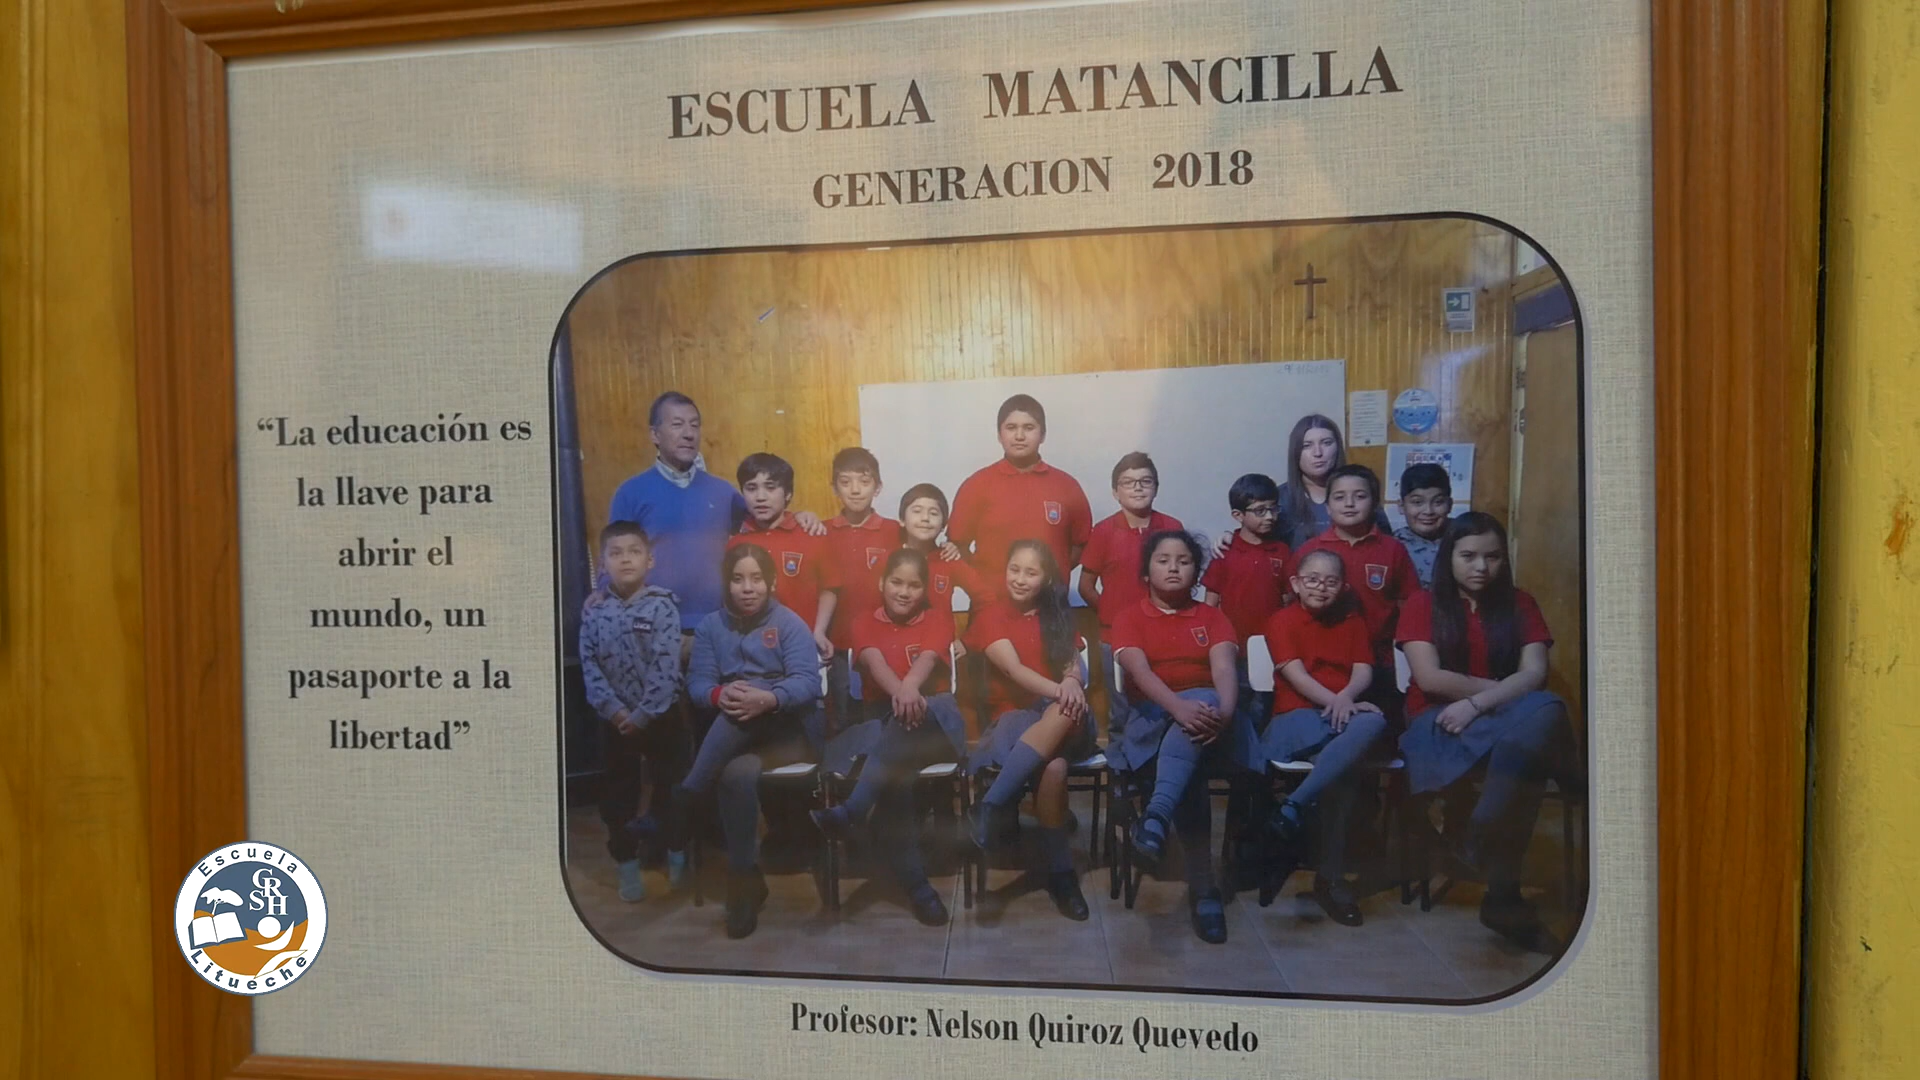 ESCUELA MATANCILLA
GENERACION 2018
“La educación es
la llave para
abrir el
mundo, un
pasaporte a la
libertad”
Profesor: Nelson Quiroz Quevedo
Escuela
GRSH
Litueche